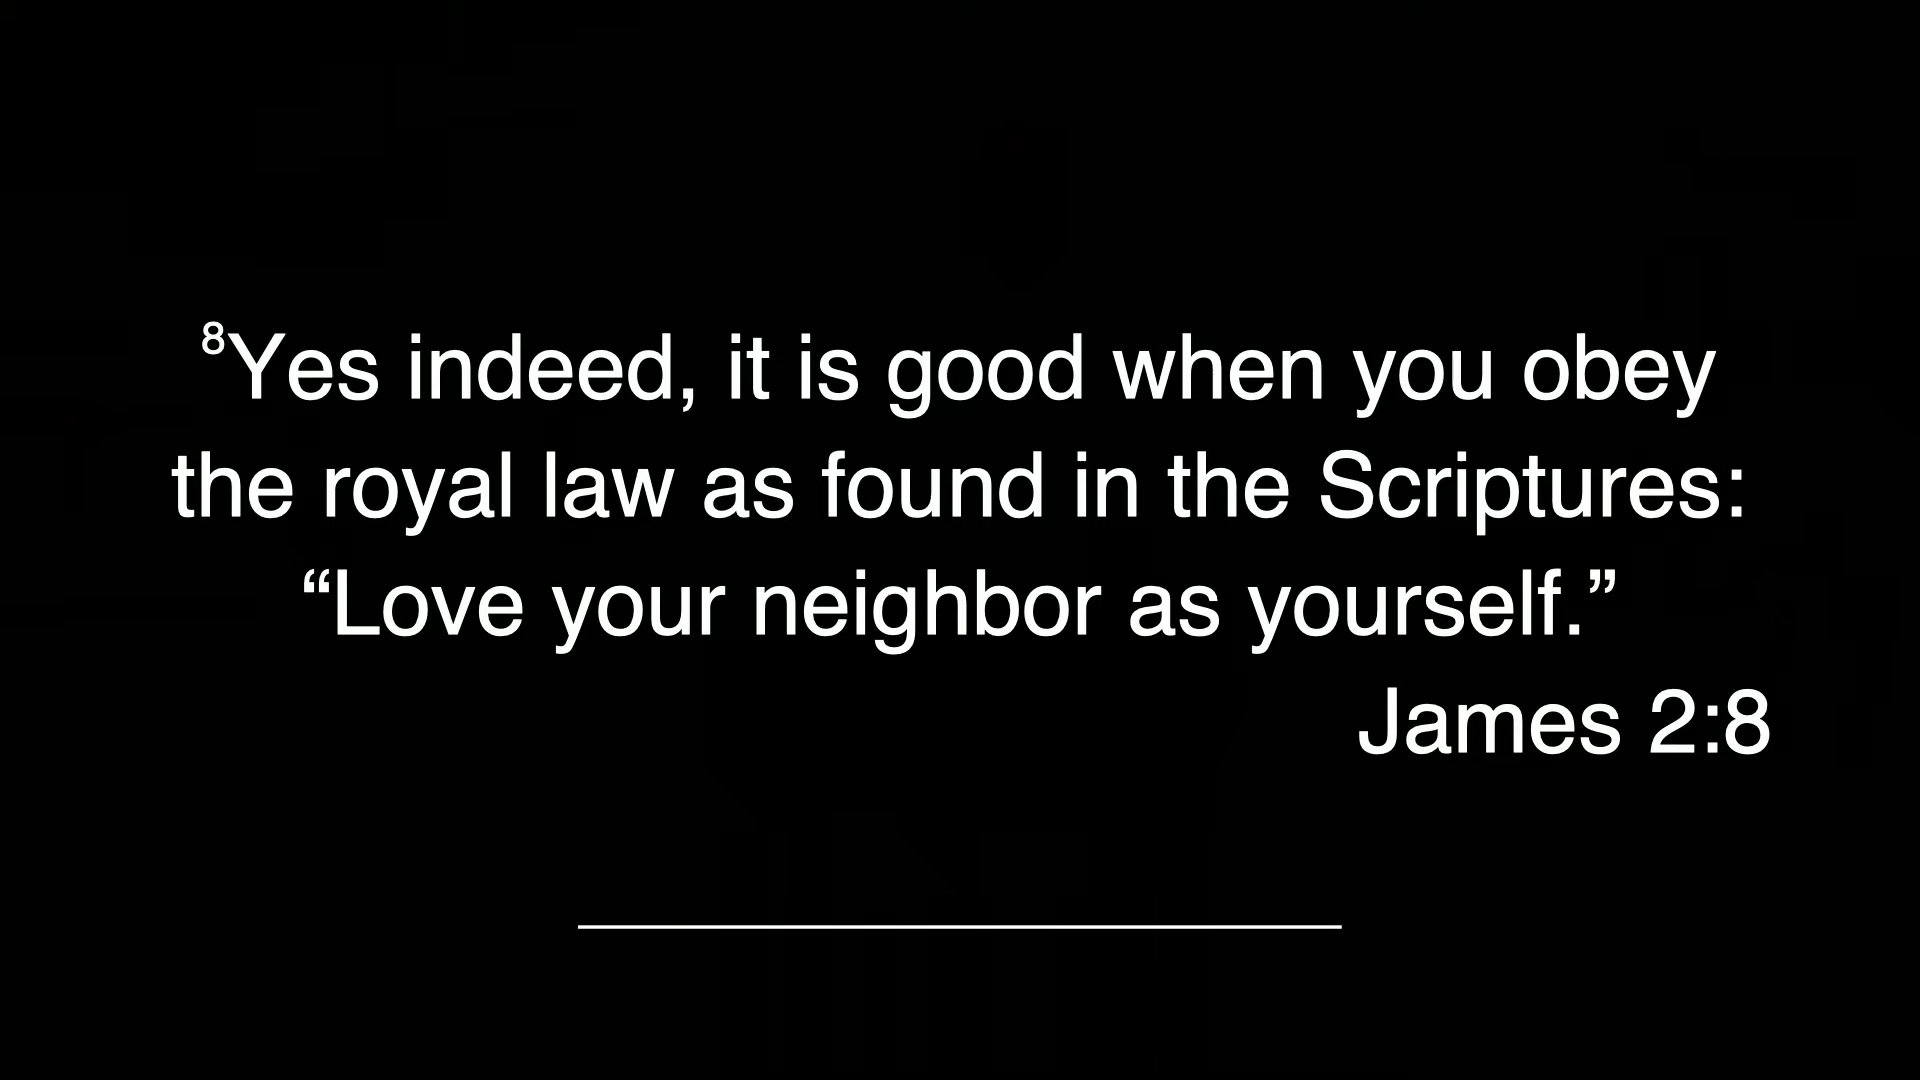 ⁸Yes indeed, it is good when you obey
the royal law as found in the Scriptures:
“Love your neighbor as yourself.”
James 2:8